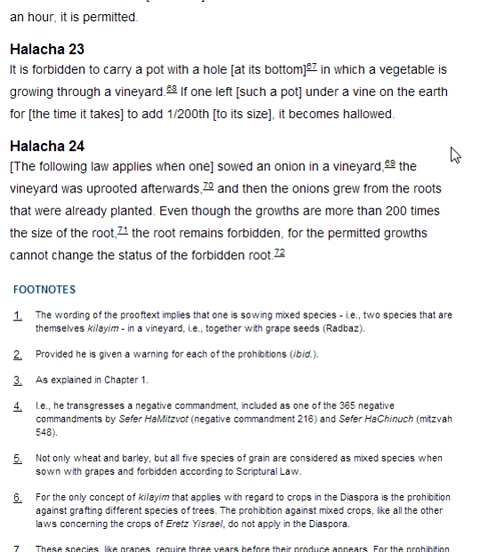 an hour, it is permitted.
Halacha 23
It is forbidden to carry a pot with a hole [at its bottom]67 in which a vegetable is
growing through a vineyard.68 If one left [such a pot] under a vine on the earth
for [the time it takes] to add 1/200th [to its size], it becomes hallowed.
Halacha 24
[The following law applies when one] sowed an onion in a vineyard,69 the
vineyard was uprooted afterwards,70 and then the onions grew from the roots
that were already planted. Even though the growths are more than 200 times
the size of the root,71 the root remains forbidden, for the permitted growths
cannot change the status of the forbidden root.72
FOOTNOTES
1. The wording of the prooftext implies that one is sowing mixed species - i.e., two species that are
themselves kilayim - in a vineyard, i.e., together with grape seeds (Radbaz).
2. Provided he is given a warning for each of the prohibitions (ibid.).
3. As explained in Chapter 1.
4. I.e., he transgresses a negative commandment, included as one of the 365 negative
commandments by Sefer HaMitzvot (negative commandment 216) and Sefer HaChinuch (mitzvah
548).
5. Not only wheat and barley, but all five species of grain are considered as mixed species when
sown with grapes and forbidden according to Scriptural Law.
6. For the only concept of kilayim that applies with regard to crops in the Diaspora is the prohibition
against grafting different species of trees. The prohibition against mixed crops, like all the other
laws concerning the crops of Eretz Yisrael, do not apply in the Diaspora.
7. These species, like grapes, require three years before their produce appears. For the prohibition